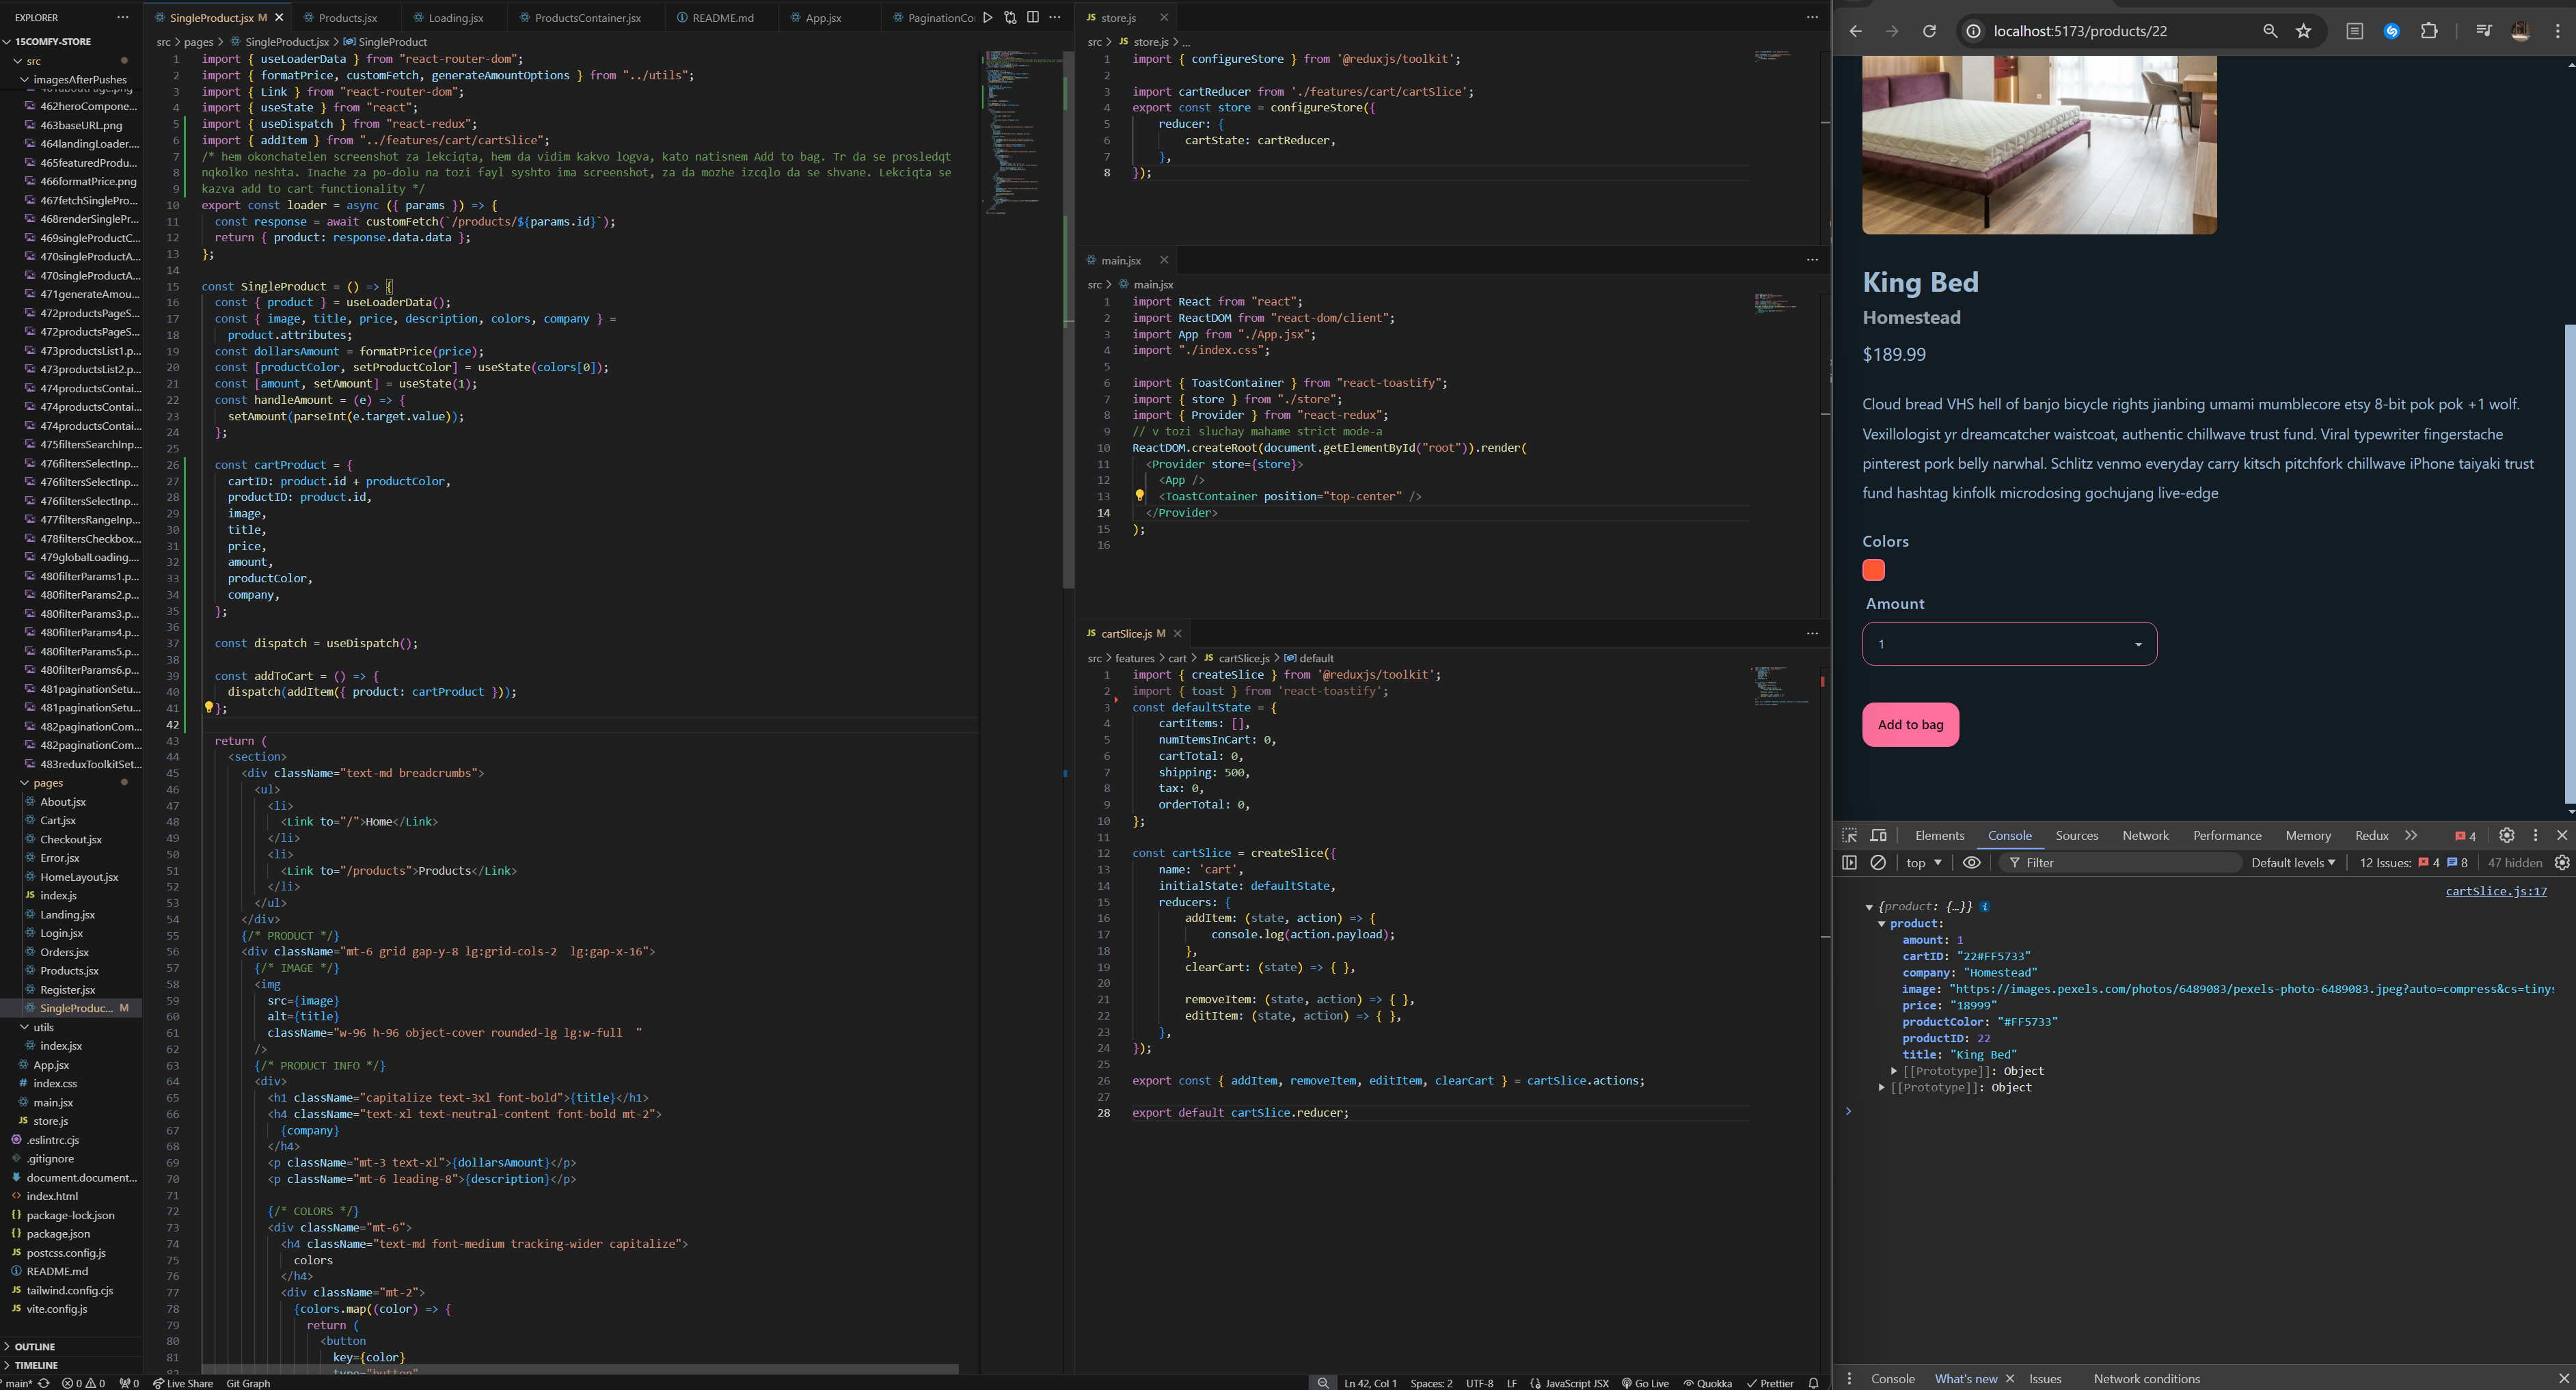 EXPLORER
15COMFY-STORE
src
imagesAfterPushes
461aboutPage.png
462heroCompone...
463baseURL.png
464landingLoader....
465featuredProdu...
466formatPrice.png
467fetchSinglePro...
468renderSinglePr...
469singleProductC...
470singleProductA...
470singleProductA...
471generateAmou...
472productsPageS...
472productsPageS...
473productsList1.p...
473productsList2.p...
474productsContai...
474productsContai...
474productsContai...
475filtersSearchInp...
476filtersSelectInp...
476filtersSelectInp...
476filtersSelectInp...
477filtersRangeInp...
478filtersCheckbox...
479globalLoading....
480filterParams1.p...
480filterParams2.p...
480filterParams3.p...
480filterParams4.p...
480filterParams5.p...
480filterParams6.p...
481paginationSetu...
481paginationSetu...
482paginationCom...
482paginationCom...
483reduxToolkitSet...
pages
About.jsx
Cart.jsx
Checkout.jsx
Error.jsx
HomeLayout.jsx
index.js
Landing.jsx
Login.jsx
Orders.jsx
Products.jsx
Register.jsx
SingleProduc... M
utils
index.jsx
App.jsx
index.css
main.jsx
store.js
.eslintrc.cjs
.gitignore
document.document...
index.html
package-lock.json
package.json
postcss.config.js
README.md
tailwind.config.cjs
vite.config.js
OUTLINE
TIMELINE
SingleProduct.jsx M Products.jsx Loading.jsx ProductsContainer.jsx README.md App.jsx PaginationCo
src > pages > SingleProduct.jsx > SingleProduct
1 import { useLoaderData } from "react-router-dom";
2 import { formatPrice, customFetch, generateAmountOptions } from "../utils";
3 import { Link } from "react-router-dom";
4 import { useState } from "react";
5 import { useDispatch } from "react-redux";
6 import { addItem } from "../features/cart/cartSlice";
7 /* hem okonchatelen screenshot za lekciqta, hem da vidim kakvo logva, kato natisnem Add to bag. Tr da se prosledqt
8 nqkolko neshta. Inache za po-dolu na tozi fayl syshto ima screenshot, za da mozhe izcqlo da se shvane. Lekciqta se
9 kazva add to cart functionality */
10 export const loader = async ({ params }) => {
11 const response = await customFetch(`/products/${params.id}`);
12 return { product: response.data.data };
13 };
14
15 const SingleProduct = () => {
16 const { product } = useLoaderData();
17 const { image, title, price, description, colors, company } =
18 product.attributes;
19 const dollarsAmount = formatPrice(price);
20 const [productColor, setProductColor] = useState(colors[0]);
21 const [amount, setAmount] = useState(1);
22 const handleAmount = (e) => {
23 setAmount(parseInt(e.target.value));
24 };
25
26 const cartProduct = {
27 cartID: product.id + productColor,
28 productID: product.id,
29 image,
30 title,
31 price,
32 amount,
33 productColor,
34 company,
35 };
36
37 const dispatch = useDispatch();
38
39 const addToCart = () => {
40 dispatch(addItem({ product: cartProduct }));
41 };
42
43 return (
44 <section>
45 <div className="text-md breadcrumbs">
46 <ul>
47 <li>
48 <Link to="/">Home</Link>
49 </li>
50 <li>
51 <Link to="/products">Products</Link>
52 </li>
53 </ul>
54 </div>
55 {/* PRODUCT */}
56 <div className="mt-6 grid gap-y-8 lg:grid-cols-2  lg:gap-x-16">
57 {/* IMAGE */}
58 <img
59 src={image}
60 alt={title}
61 className="w-96 h-96 object-cover rounded-lg lg:w-full  "
62 />
63 {/* PRODUCT INFO */}
64 <div>
65 <h1 className="capitalize text-3xl font-bold">{title}</h1>
66 <h4 className="text-xl text-neutral-content font-bold mt-2">
67 {company}
68 </h4>
69 <p className="mt-3 text-xl">{dollarsAmount}</p>
70 <p className="mt-6 leading-8">{description}</p>
71
72 {/* COLORS */}
73 <div className="mt-6">
74 <h4 className="text-md font-medium tracking-wider capitalize">
75 colors
76 </h4>
77 <div className="mt-2">
78 {colors.map((color) => {
79 return (
80 <button
81 key={color}
82 type="button"
store.js
src > store.js > ...
1 import { configureStore } from '@reduxjs/toolkit';
2
3 import cartReducer from './features/cart/cartSlice';
4 export const store = configureStore({
5 reducer: {
6 cartState: cartReducer,
7 },
8 });
main.jsx
src > main.jsx
1 import React from "react";
2 import ReactDOM from "react-dom/client";
3 import App from "./App.jsx";
4 import "./index.css";
5
6 import { ToastContainer } from "react-toastify";
7 import { store } from "./store";
8 import { Provider } from "react-redux";
9 // v tozi sluchay mahame strict mode-a
10 ReactDOM.createRoot(document.getElementById("root")).render(
11 <Provider store={store}>
12 <App />
13 <ToastContainer position="top-center" />
14 </Provider>
15 );
16
cartSlice.js M
src > features > cart > cartSlice.js > default
1 import { createSlice } from '@reduxjs/toolkit';
2 import { toast } from 'react-toastify';
3 const defaultState = {
4 cartItems: [],
5 numItemsInCart: 0,
6 cartTotal: 0,
7 shipping: 500,
8 tax: 0,
9 orderTotal: 0,
10 };
11
12 const cartSlice = createSlice({
13 name: 'cart',
14 initialState: defaultState,
15 reducers: {
16 addItem: (state, action) => {
17 console.log(action.payload);
18 },
19 clearCart: (state) => { },
20
21 removeItem: (state, action) => { },
22 editItem: (state, action) => { },
23 },
24 });
25
26 export const { addItem, removeItem, editItem, clearCart } = cartSlice.actions;
27
28 export default cartSlice.reducer;
main* 0 0 0 Live Share Git Graph
Ln 42, Col 1 Spaces: 2 UTF-8 LF JavaScript JSX Go Live Quokka Prettier
localhost:5173/products/22
King Bed
Homestead
$189.99
Cloud bread VHS hell of banjo bicycle rights jianbing umami mumblecore etsy 8-bit pok pok +1 wolf.
Vexillologist yr dreamcatcher waistcoat, authentic chillwave trust fund. Viral typewriter fingerstache
pinterest pork belly narwhal. Schlitz venmo everyday carry kitsch pitchfork chillwave iPhone taiyaki trust
fund hashtag kinfolk microdosing gochujang live-edge
Colors
Amount
1
Add to bag
Elements Console Sources Network Performance Memory Redux 4
top Filter Default levels 12 Issues: 4 8 47 hidden
cartSlice.js:17
{product: {…}}
product:
amount: 1
cartID: "22#FF5733"
company: "Homestead"
image: "https://images.pexels.com/photos/6489083/pexels-photo-6489083.jpeg?auto=compress&cs=tinys
price: "18999"
productColor: "#FF5733"
productID: 22
title: "King Bed"
[[Prototype]]: Object
[[Prototype]]: Object
Console What's new Issues Network conditions